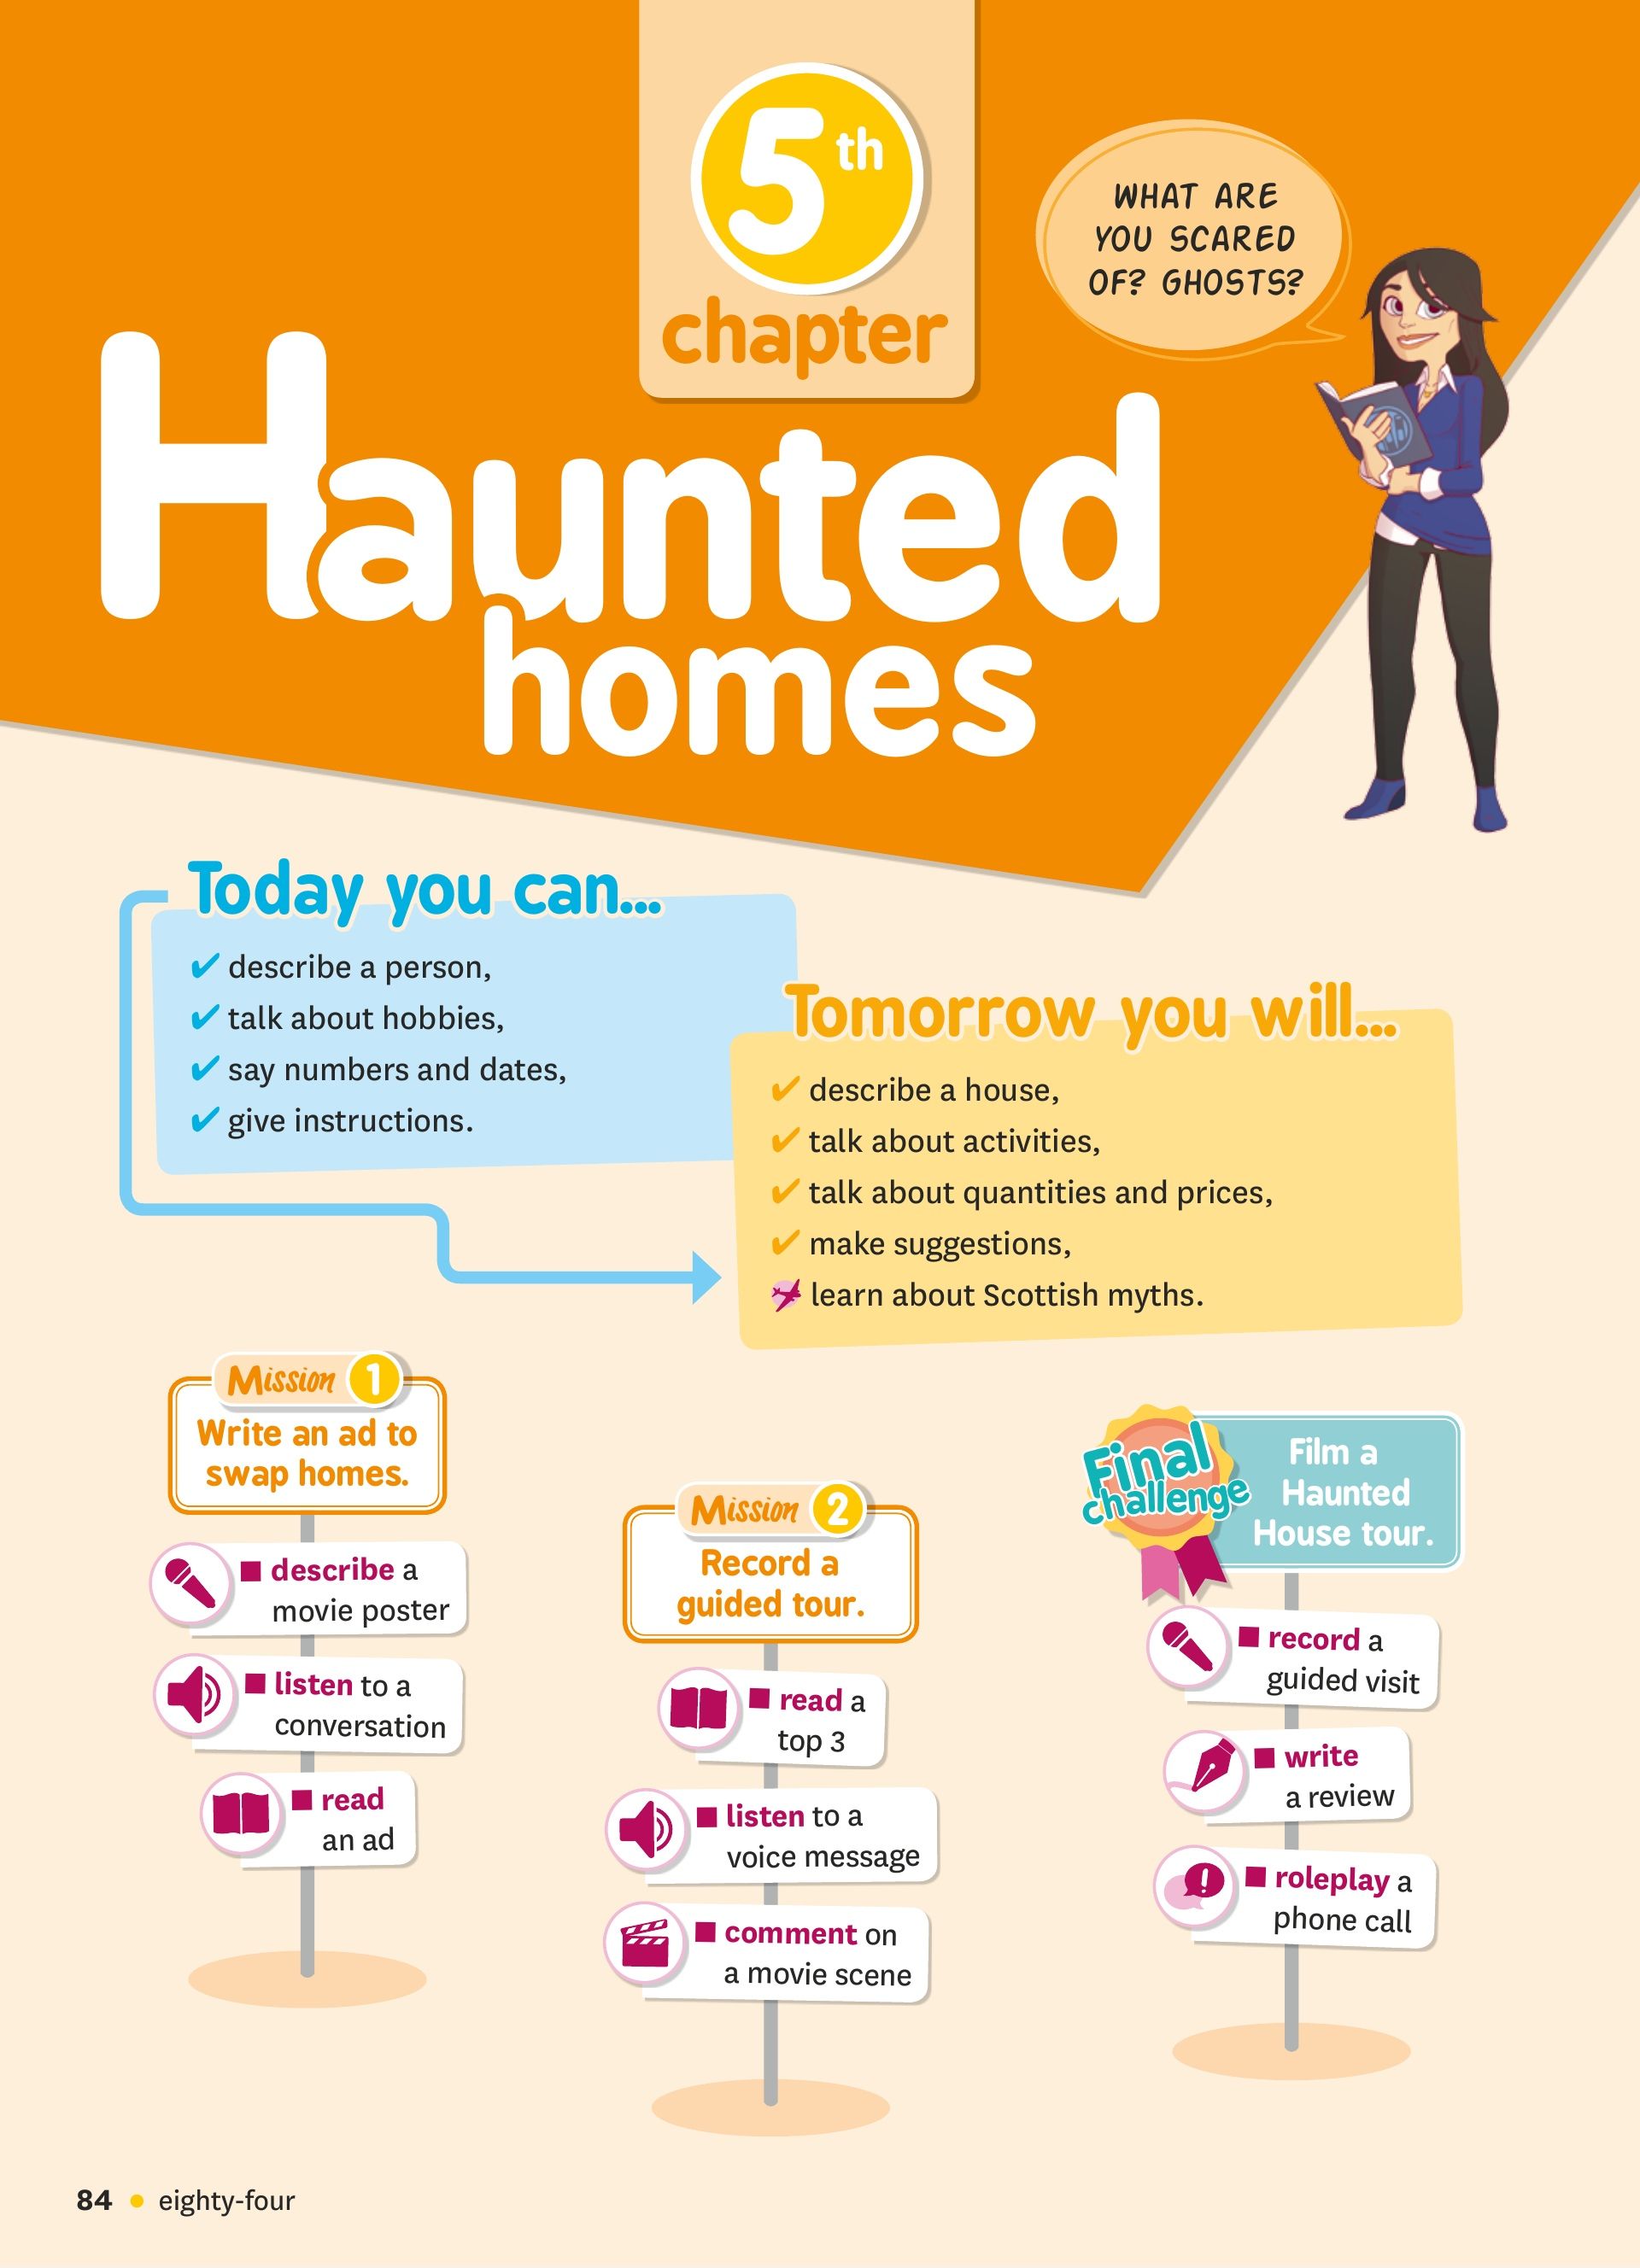 5th
chapter
WHAT ARE
YOU SCARED
OF? GHOSTS?
Haunted
homes
Today you can...
✔ describe a person,
✔ talk about hobbies,
✔ say numbers and dates,
✔ give instructions.
Tomorrow you will...
✔ describe a house,
✔ talk about activities,
✔ talk about quantities and prices,
✔ make suggestions,
learn about Scottish myths.
Mission 1
Write an ad to
swap homes.
■ describe a
movie poster
■ listen to a
conversation
■ read
an ad
Mission 2
Record a
guided tour.
■ read a
top 3
■ listen to a
voice message
■ comment on
a movie scene
Final
challenge
Film a
Haunted
House tour.
■ record a
guided visit
■ write
a review
■ roleplay a
phone call
84 • eighty-four